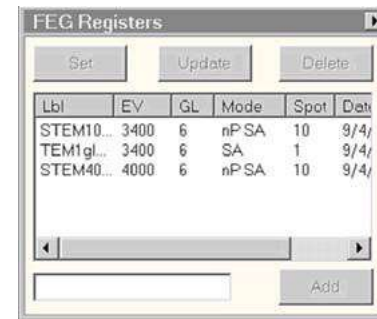 FEG Registers
Set Update Delete
Lbl EV GL Mode Spot Date
STEM10... 3400 6 nP SA 10 9/4/
TEM1gl... 3400 6 SA 1 9/4/
STEM40... 4000 6 nP SA 10 9/4/
Add